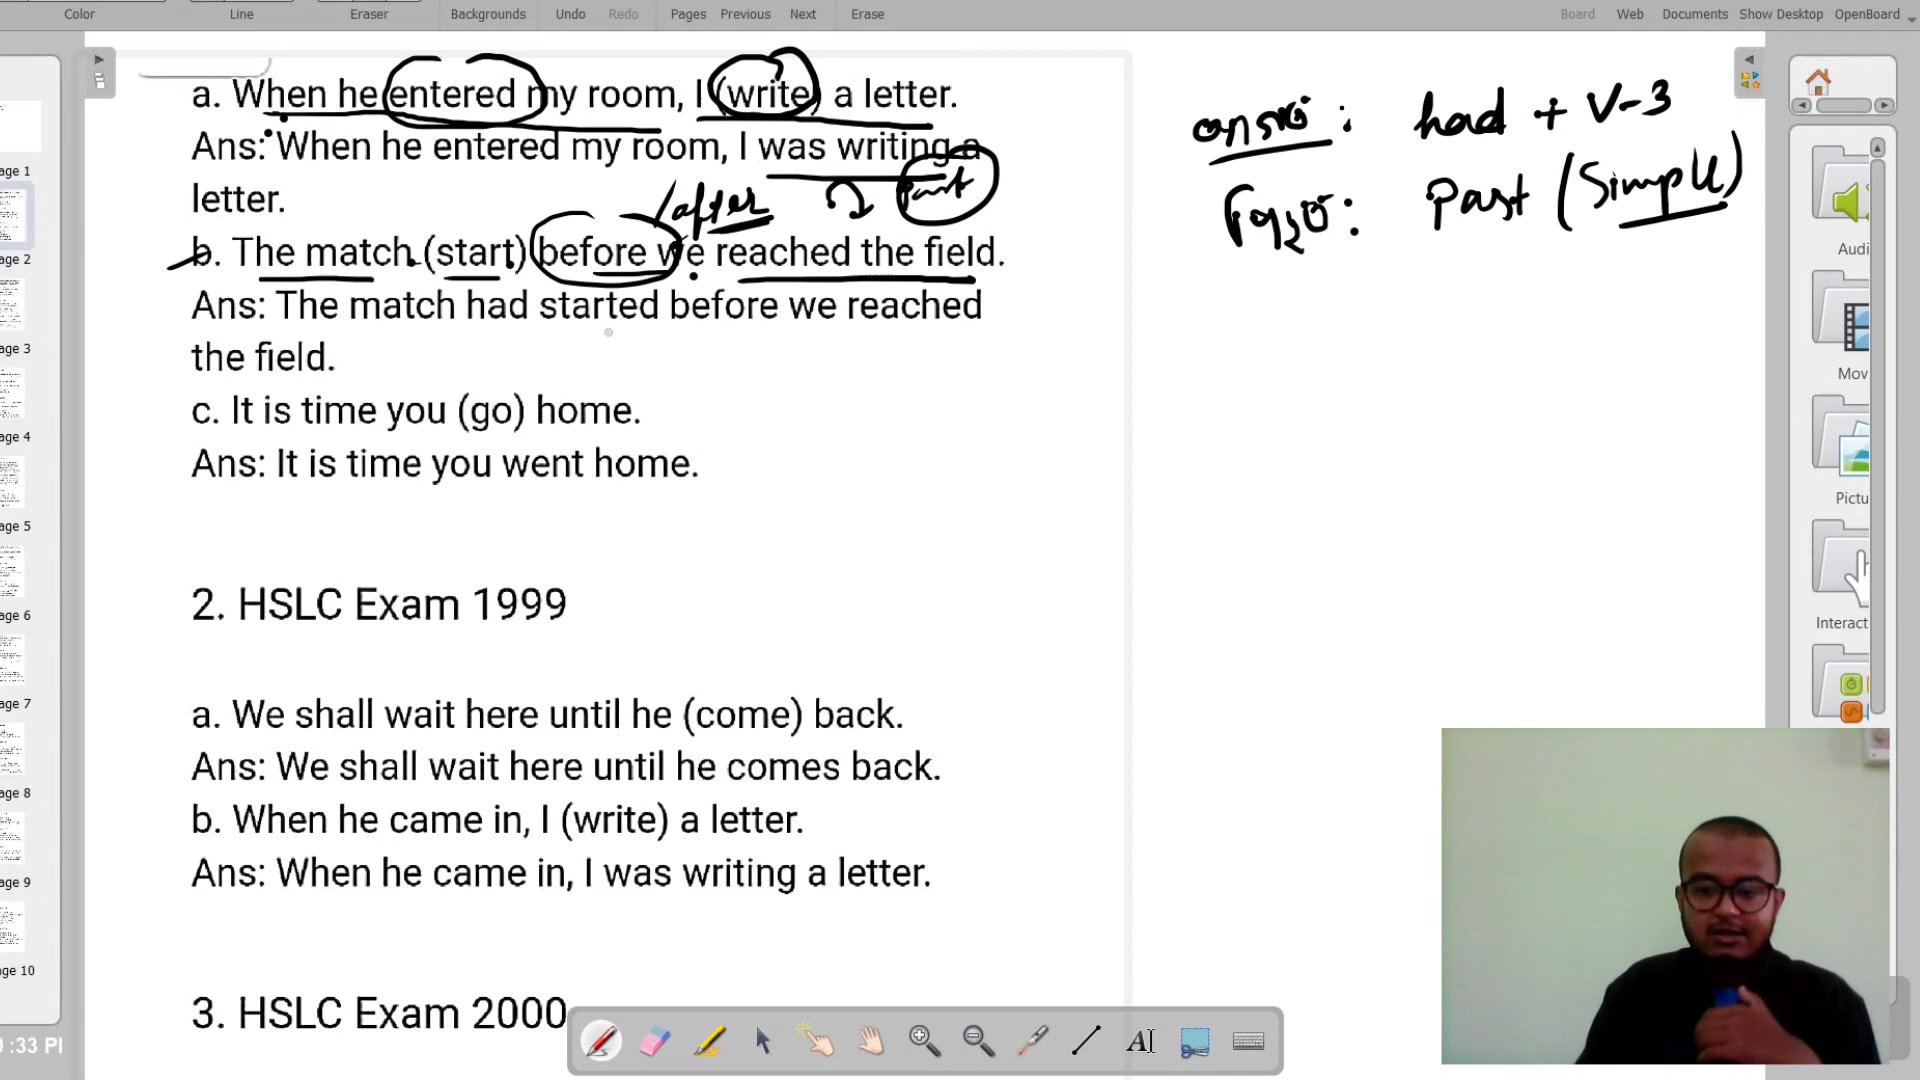 Color Line Eraser Backgrounds Undo Redo Pages Previous Next Erase Board Web Documents Show Desktop OpenBoard
a. When he entered my room, I (write) a letter.
Ans: When he entered my room, I was writing a
letter.
/after
past
b. The match (start) before we reached the field.
Ans: The match had started before we reached
the field.
c. It is time you (go) home.
Ans: It is time you went home.
2. HSLC Exam 1999
a. We shall wait here until he (come) back.
Ans: We shall wait here until he comes back.
b. When he came in, I (write) a letter.
Ans: When he came in, I was writing a letter.
3. HSLC Exam 2000
: had + V-3
: Past (Simple)
age 1
age 2
age 3
age 4
age 5
age 6
age 7
age 8
age 9
age 10
:33 PI
Audi
Mov
Pictu
Interact